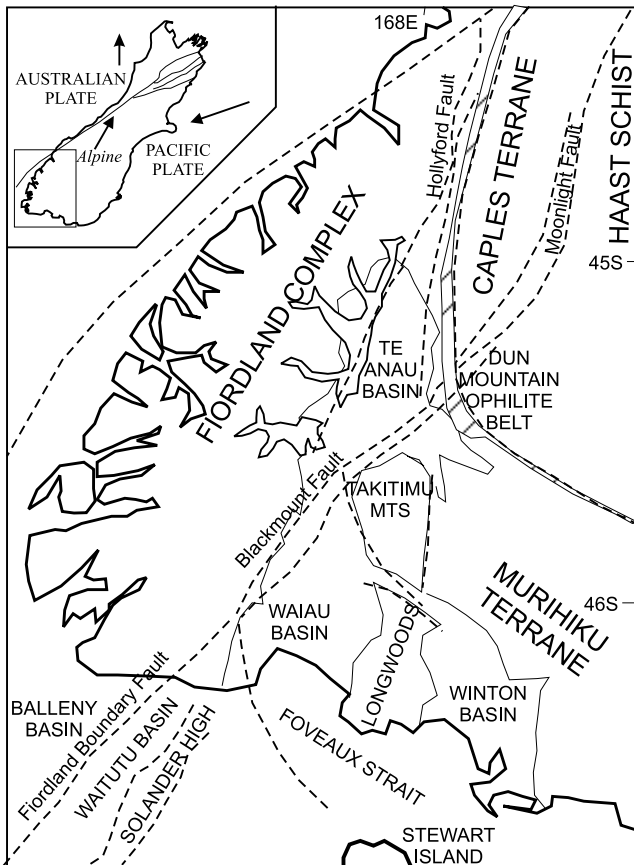 168E
AUSTRALIAN
PLATE
Alpine
PACIFIC
PLATE
Hollyford Fault
CAPLES TERRANE
Moonlight Fault
HAAST SCHIST
45S
FIORDLAND COMPLEX
TE
ANAU
BASIN
DUN
MOUNTAIN
OPHILITE
BELT
Blackmount Fault
TAKITIMU
MTS
46S
WAIAU
BASIN
MURIHIKU
TERRANE
LONGWOODS
WINTON
BASIN
BALLENY
BASIN
Fiordland Boundary Fault
WAITUTU BASIN
SOLANDER HIGH
FOVEAUX STRAIT
STEWART
ISLAND